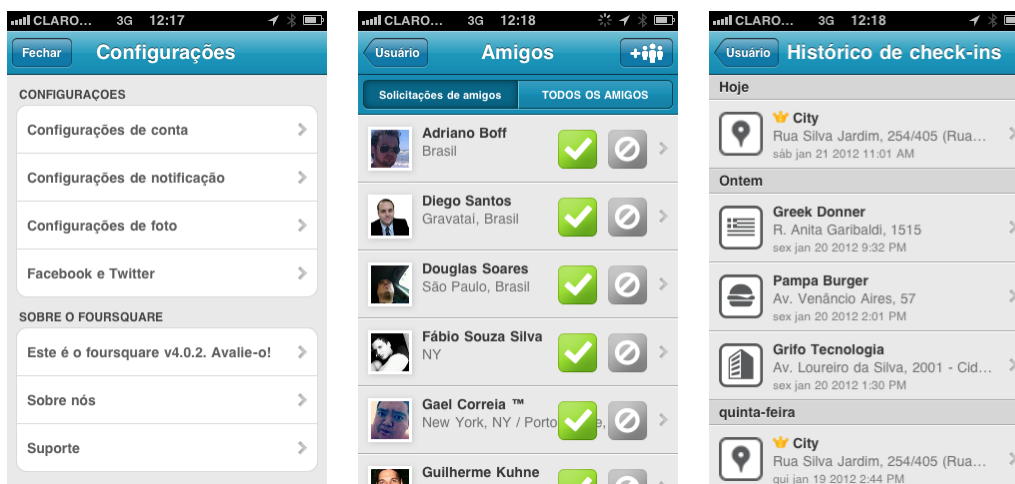 CLARO... 3G 12:17
Fechar Configurações
CONFIGURAÇOES
Configurações de conta
Configurações de notificação
Configurações de foto
Facebook e Twitter
SOBRE O FOURSQUARE
Este é o foursquare v4.0.2. Avalie-o!
Sobre nós
Suporte
CLARO... 3G 12:18
Usuário Amigos +
Solicitações de amigos TODOS OS AMIGOS
Adriano Boff
Brasil
Diego Santos
Gravatai, Brasil
Douglas Soares
São Paulo, Brasil
Fábio Souza Silva
NY
Gael Correia ™
New York, NY / Porto e,
Guilherme Kuhne
CLARO... 3G 12:18
Usuário Histórico de check-ins
Hoje
City
Rua Silva Jardim, 254/405 (Rua...
sáb jan 21 2012 11:01 AM
Ontem
Greek Donner
R. Anita Garibaldi, 1515
sex jan 20 2012 9:32 PM
Pampa Burger
Av. Venâncio Aires, 57
sex jan 20 2012 2:01 PM
Grifo Tecnologia
Av. Loureiro da Silva, 2001 - Cid...
sex jan 20 2012 1:30 PM
quinta-feira
City
Rua Silva Jardim, 254/405 (Rua...
qui jan 19 2012 2:44 PM